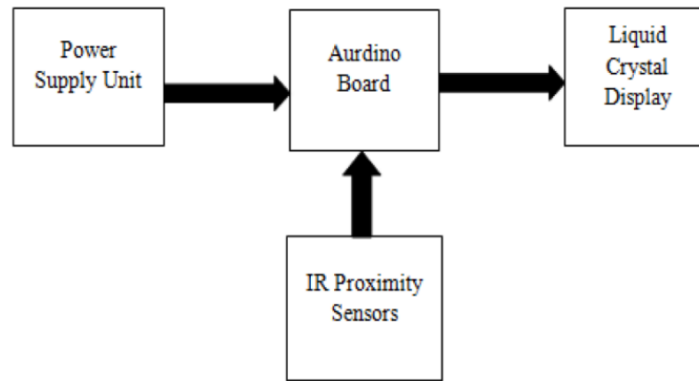 Power
Supply Unit
Aurdino
Board
Liquid
Crystal
Display
IR Proximity
Sensors